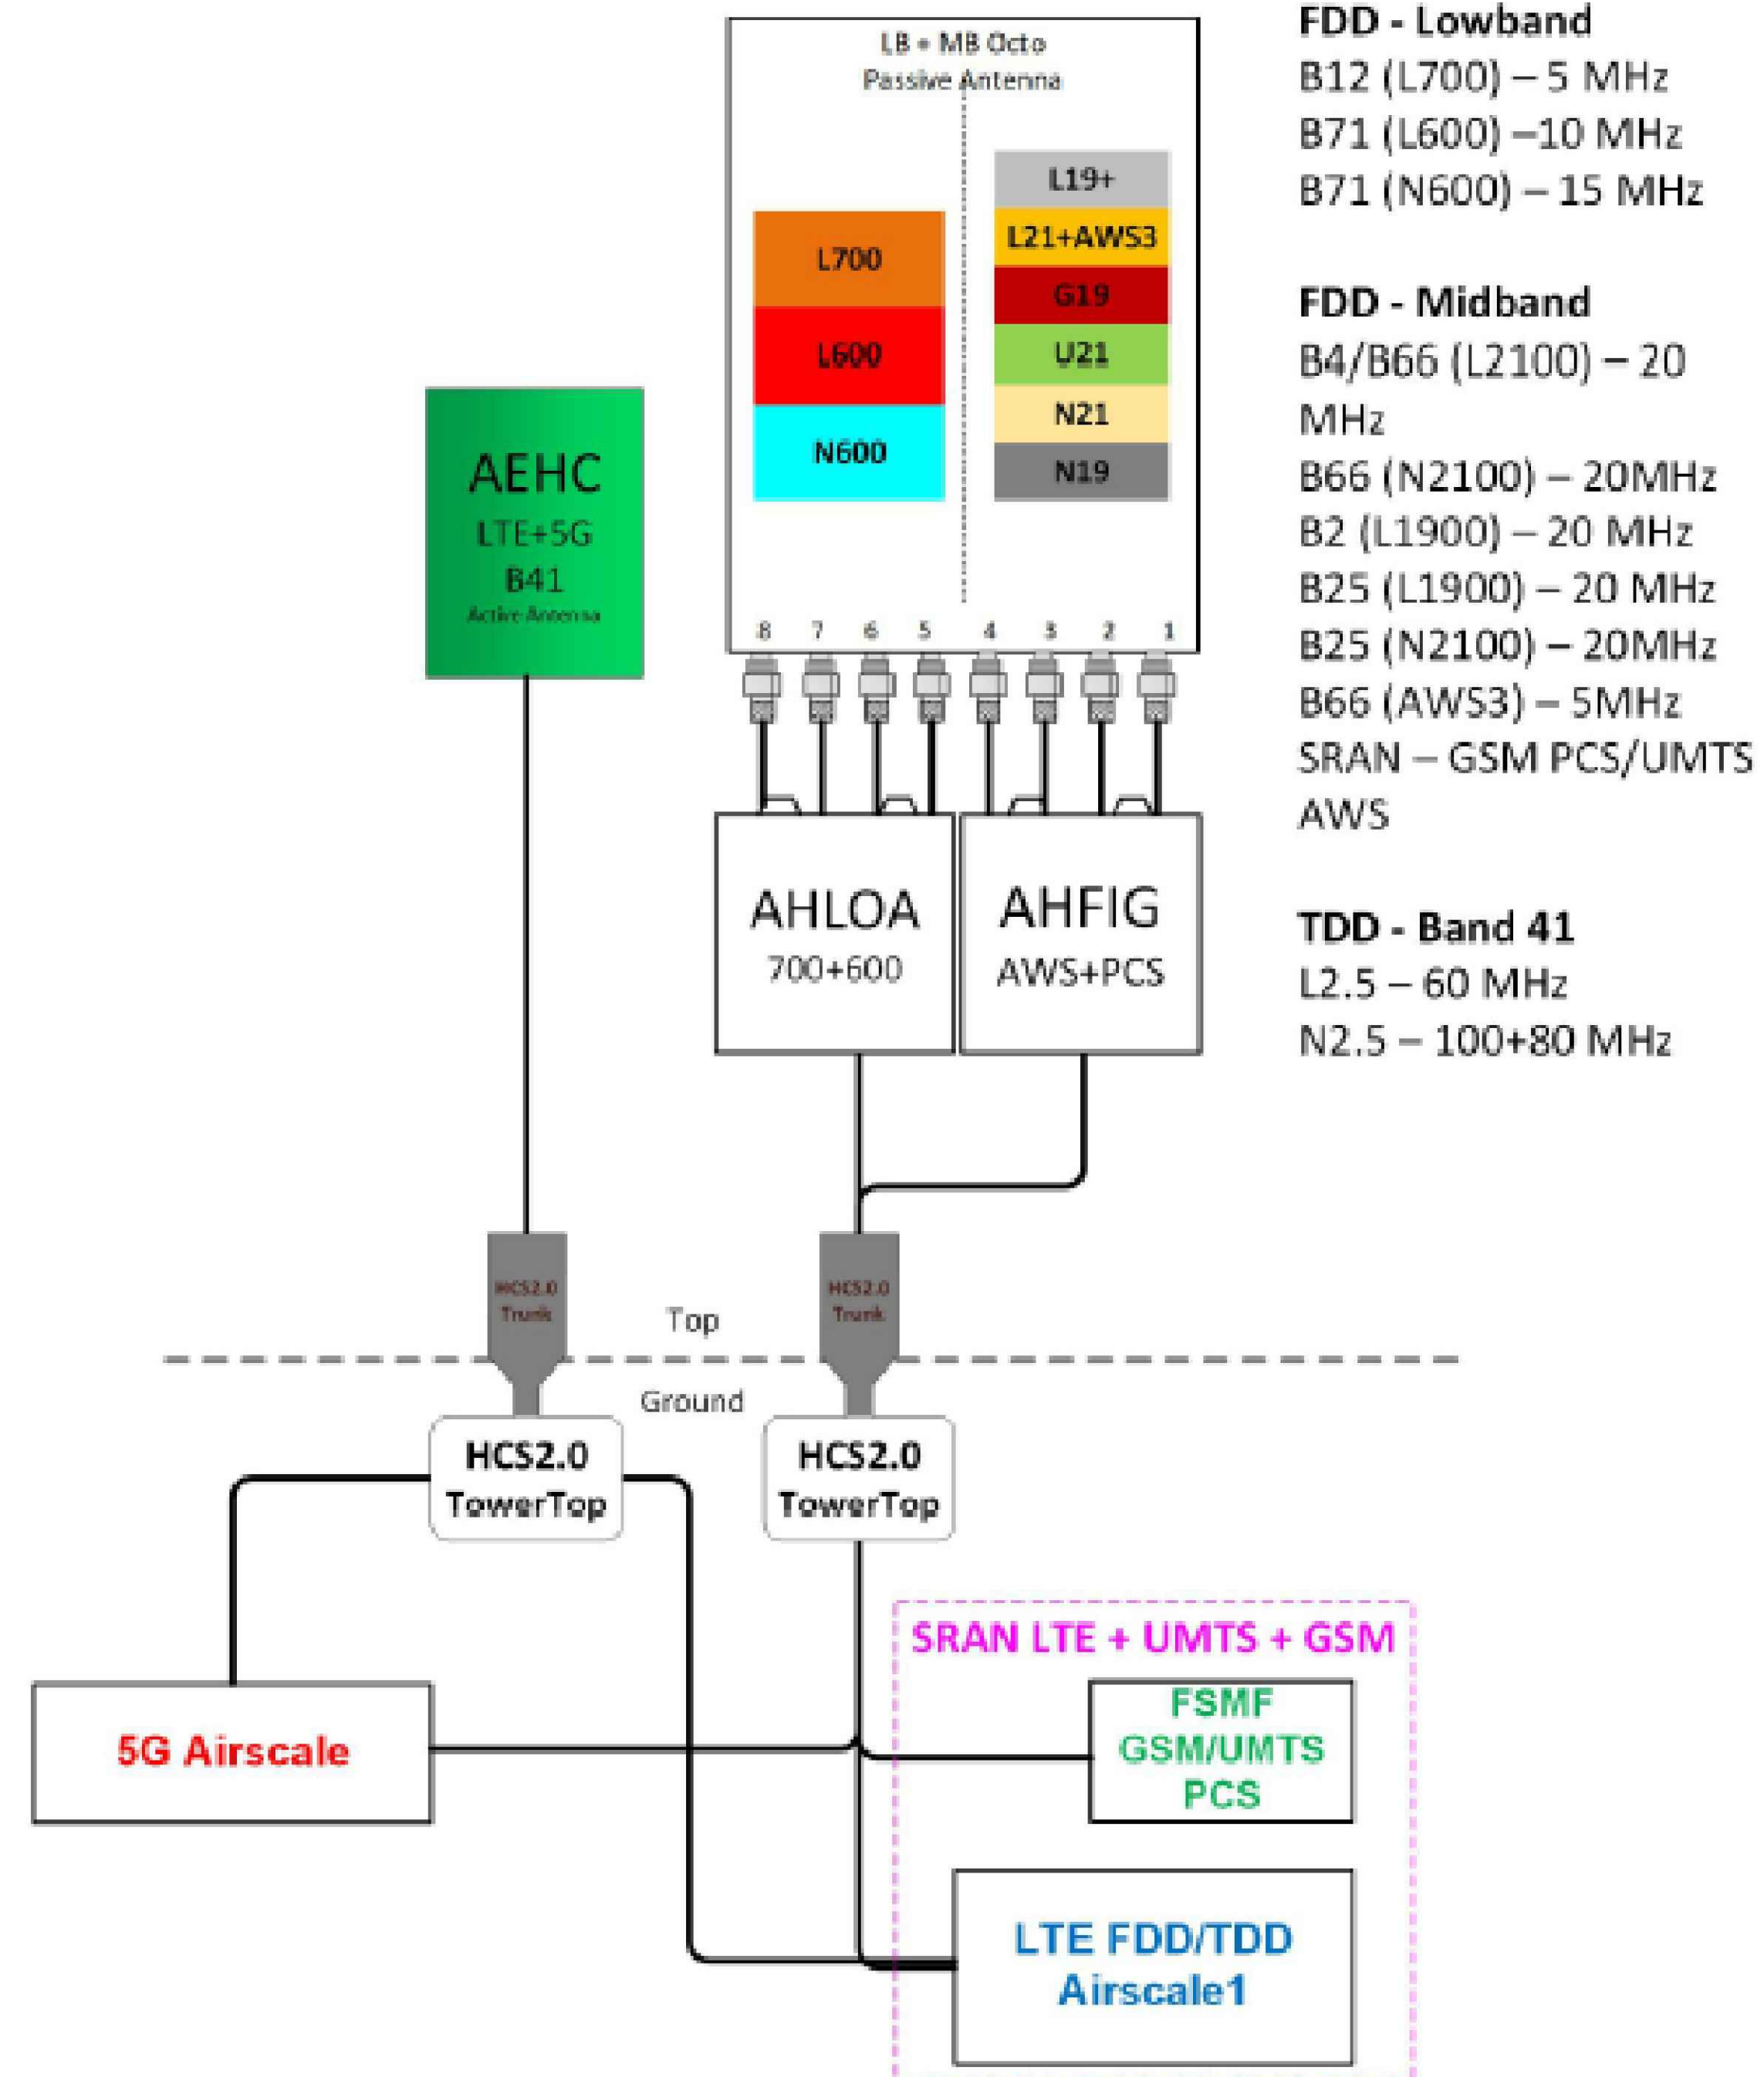 LB + MB Octo
Passive Antenna
L19+
L21+AWS3
G19
U21
N21
N19
L700
L600
N600
8 7 6 5 4 3 2 1
AEHC
LTE+5G
B41
Active Antenna
AHLOA
700+600
AHFIG
AWS+PCS
FDD - Lowband
B12 (L700) – 5 MHz
B71 (L600) –10 MHz
B71 (N600) – 15 MHz
FDD - Midband
B4/B66 (L2100) – 20
MHz
B66 (N2100) – 20MHz
B2 (L1900) – 20 MHz
B25 (L1900) – 20 MHz
B25 (N2100) – 20MHz
B66 (AWS3) – 5MHz
SRAN – GSM PCS/UMTS
AWS
TDD - Band 41
L2.5 – 60 MHz
N2.5 – 100+80 MHz
HCS2.0
Trunk
HCS2.0
Trunk
Top
Ground
HCS2.0
TowerTop
HCS2.0
TowerTop
5G Airscale
SRAN LTE + UMTS + GSM
FSMF
GSM/UMTS
PCS
LTE FDD/TDD
Airscale1